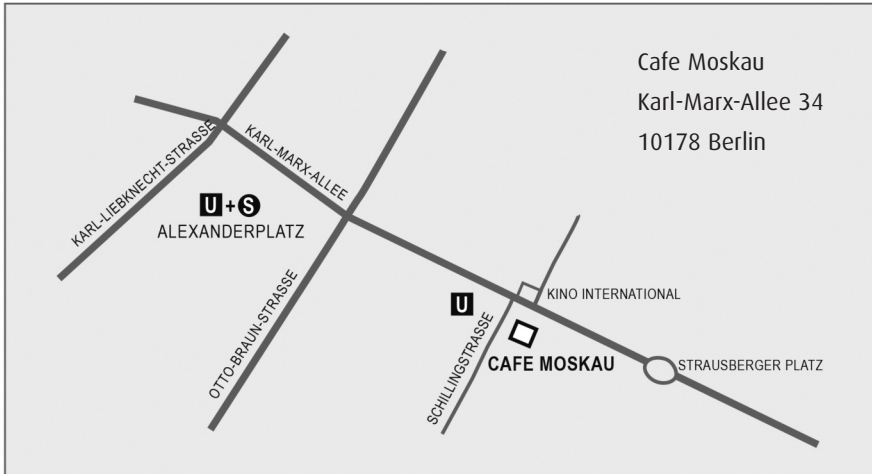 Cafe Moskau
Karl-Marx-Allee 34
10178 Berlin
KARL-LIEBKNECHT-STRASSE
KARL-MARX-ALLEE
U + S
ALEXANDERPLATZ
OTTO-BRAUN-STRASSE
U
SCHILLINGSTRASSE
KINO INTERNATIONAL
CAFE MOSKAU
STRAUSBERGER PLATZ